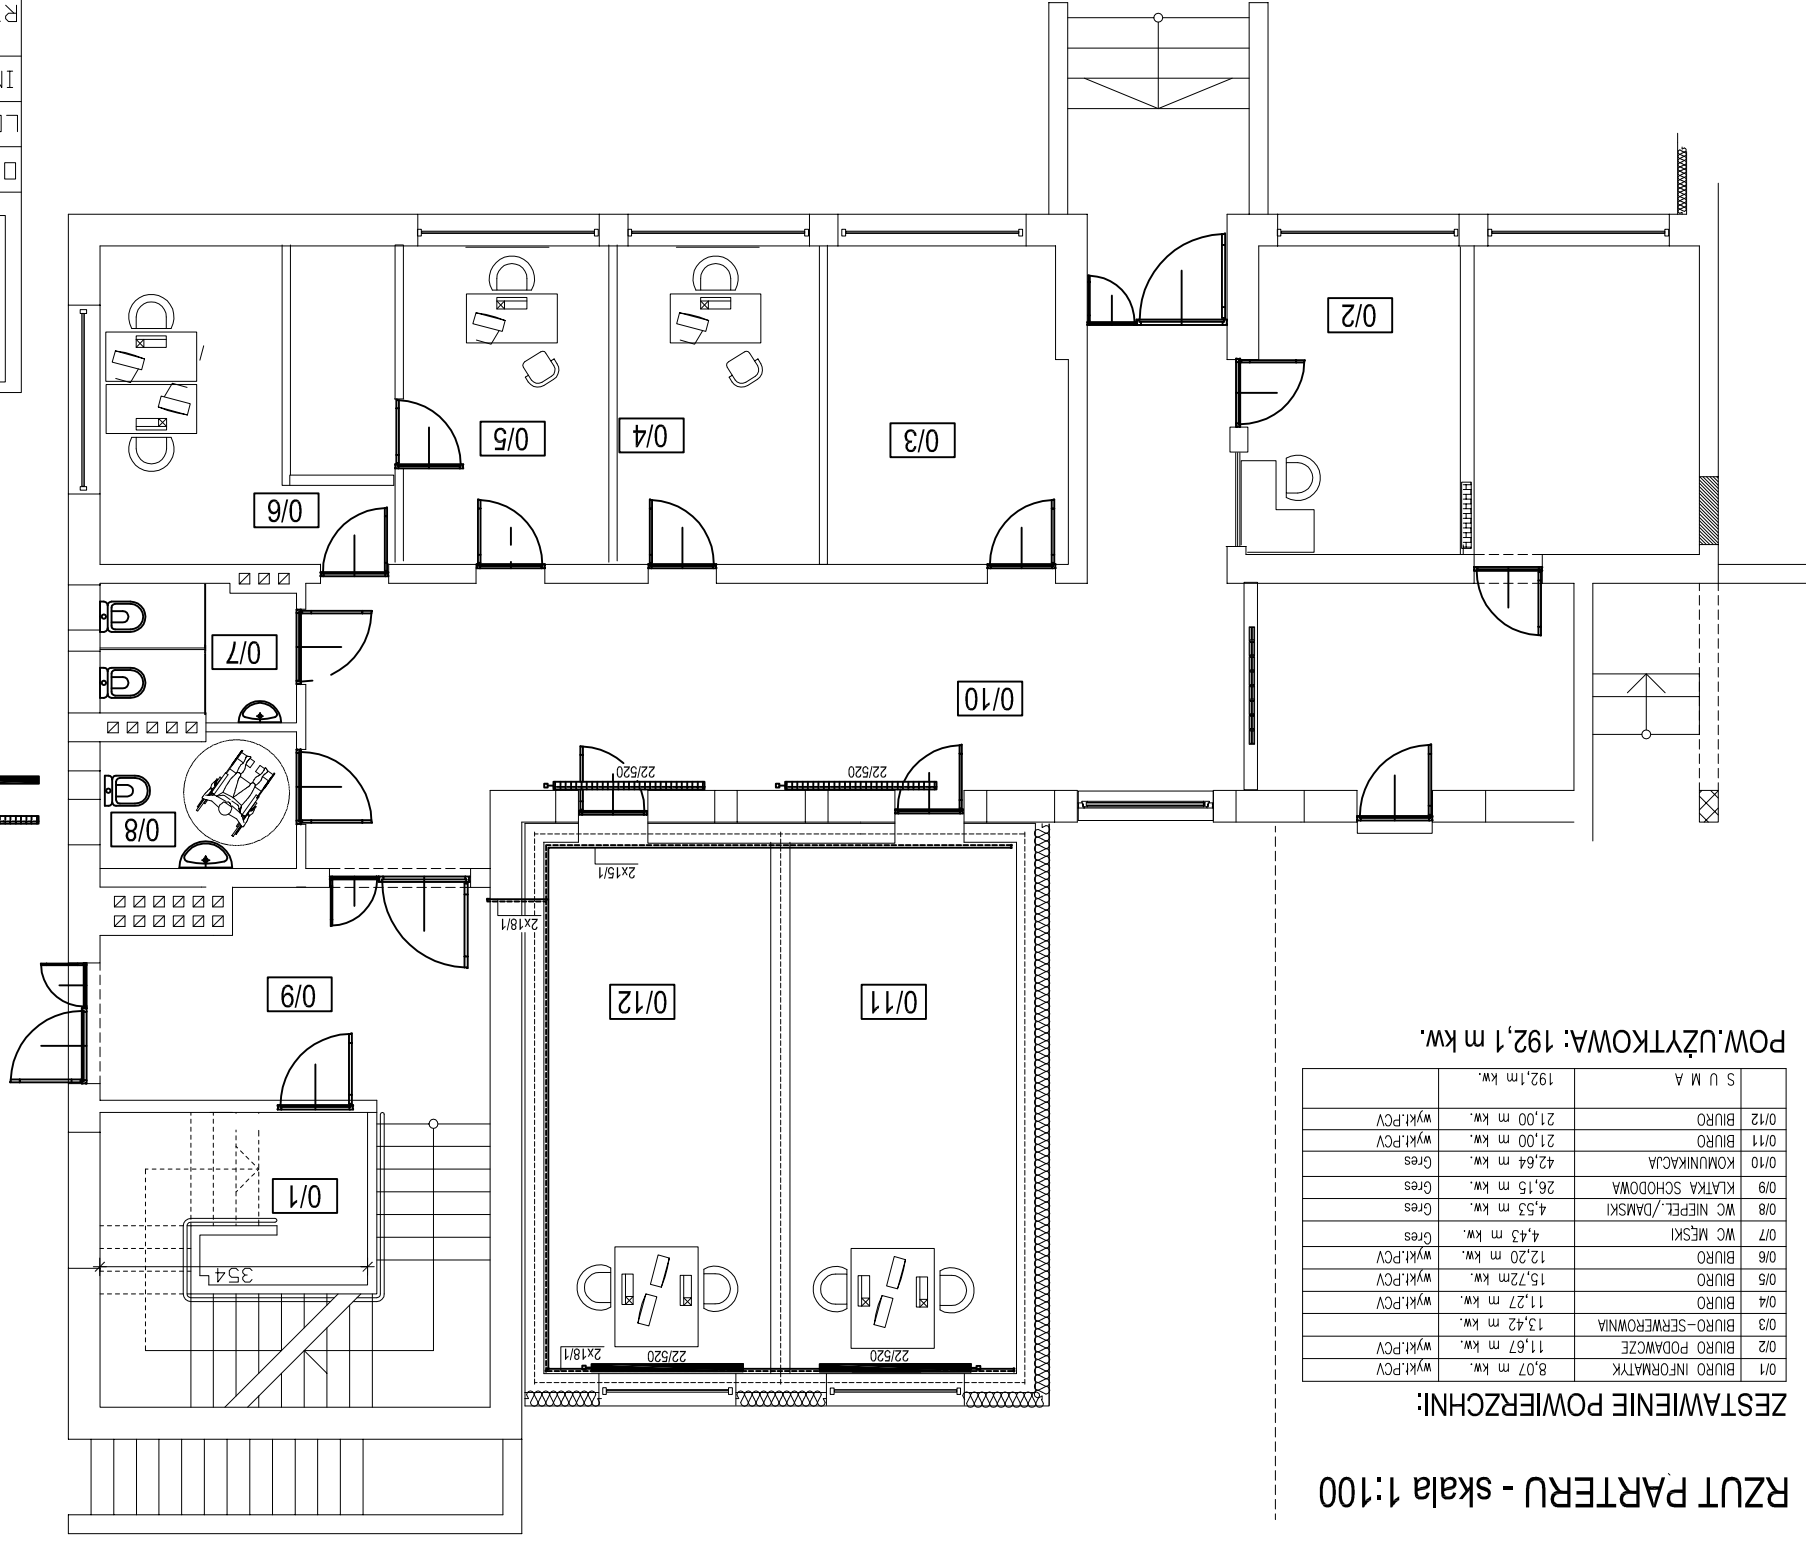 RZUT PARTERU - skala 1:100
ZESTAWIENIE POWIERZCHNI:
0/1 BIURO INFORMATYK 8,07 m kw. wykł.PCV
0/2 BIURO PODAWCZE 11,67 m kw. wykł.PCV
0/3 BIURO-SERWEROWNIA 13,42 m kw.
0/4 BIURO 11,27 m kw. wykł.PCV
0/5 BIURO 15,72m kw. wykł.PCV
0/6 BIURO 12,20 m kw. wykł.PCV
0/7 WC MĘSKI 4,43 m kw. Gres
0/8 WC NIEPEŁ./DAMSKI 4,53 m kw. Gres
0/9 KLATKA SCHODOWA 26,15 m kw. Gres
0/10 KOMUNIKACJA 42,64 m kw. Gres
0/11 BIURO 21,00 m kw. wykł.PCV
0/12 BIURO 21,00 m kw. wykł.PCV
S U M A 192,1m kw.
POW.UŻYTKOWA: 192,1 m kw.
22/520
22/520
2x18/1
354
0/1
0/11
0/12
0/9
2x18/1
2x15/1
0/8
22/520
22/520
0/10
0/7
0/6
0/3
0/4
0/5
0/2